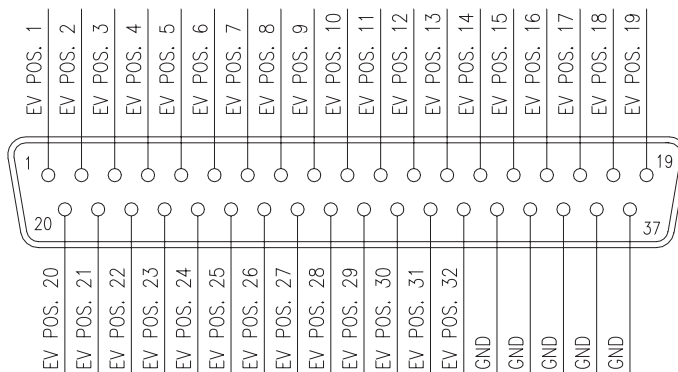 EV POS. 1
EV POS. 2
EV POS. 3
EV POS. 4
EV POS. 5
EV POS. 6
EV POS. 7
EV POS. 8
EV POS. 9
EV POS. 10
EV POS. 11
EV POS. 12
EV POS. 13
EV POS. 14
EV POS. 15
EV POS. 16
EV POS. 17
EV POS. 18
EV POS. 19
1
19
20
37
EV POS. 20
EV POS. 21
EV POS. 22
EV POS. 23
EV POS. 24
EV POS. 25
EV POS. 26
EV POS. 27
EV POS. 28
EV POS. 29
EV POS. 30
EV POS. 31
EV POS. 32
GND
GND
GND
GND
GND